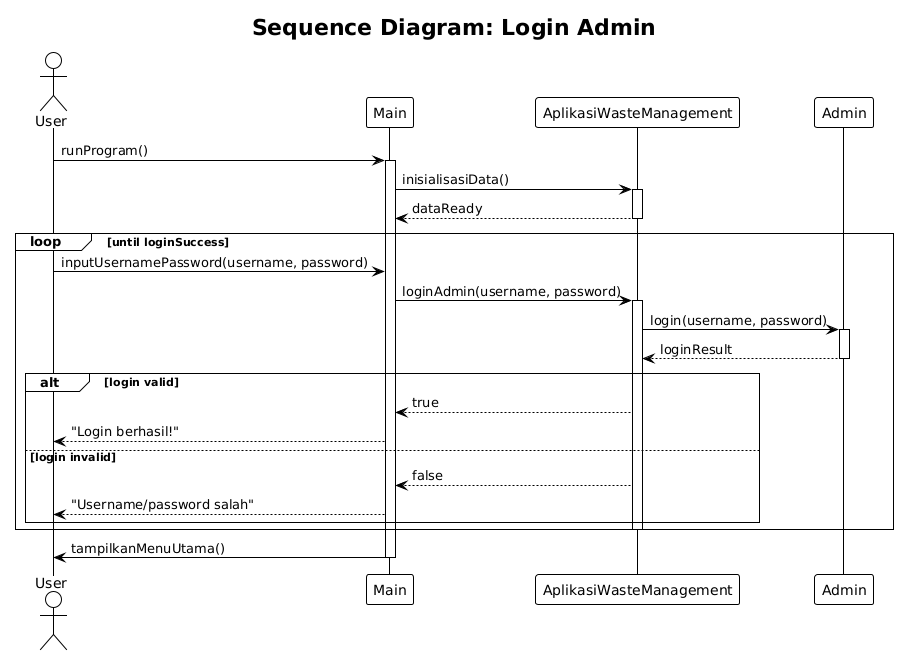 Sequence Diagram: Login Admin
User
Main
AplikasiWasteManagement
Admin
runProgram()
inisialisasiData()
dataReady
loop
[until loginSuccess]
inputUsernamePassword(username, password)
loginAdmin(username, password)
login(username, password)
loginResult
alt
[login valid]
true
"Login berhasil!"
[login invalid]
false
"Username/password salah"
tampilkanMenuUtama()
User
Main
AplikasiWasteManagement
Admin